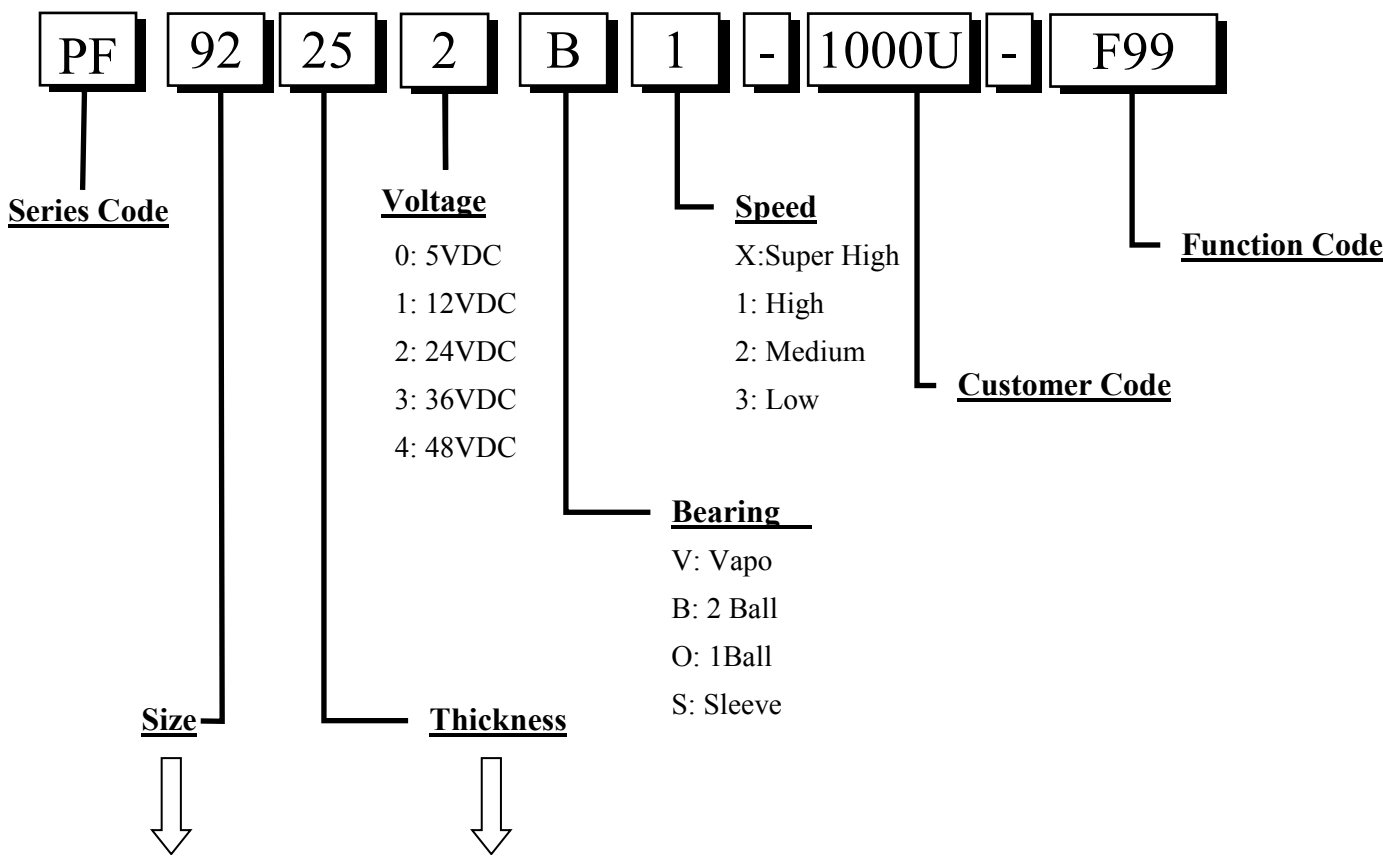 PF 92 25 2 B 1 - 1000U - F99
Series Code
Voltage
0: 5VDC
1: 12VDC
2: 24VDC
3: 36VDC
4: 48VDC
Speed
X:Super High
1: High
2: Medium
3: Low
Function Code
Customer Code
Bearing
V: Vapo
B: 2 Ball
O: 1Ball
S: Sleeve
Size
Thickness